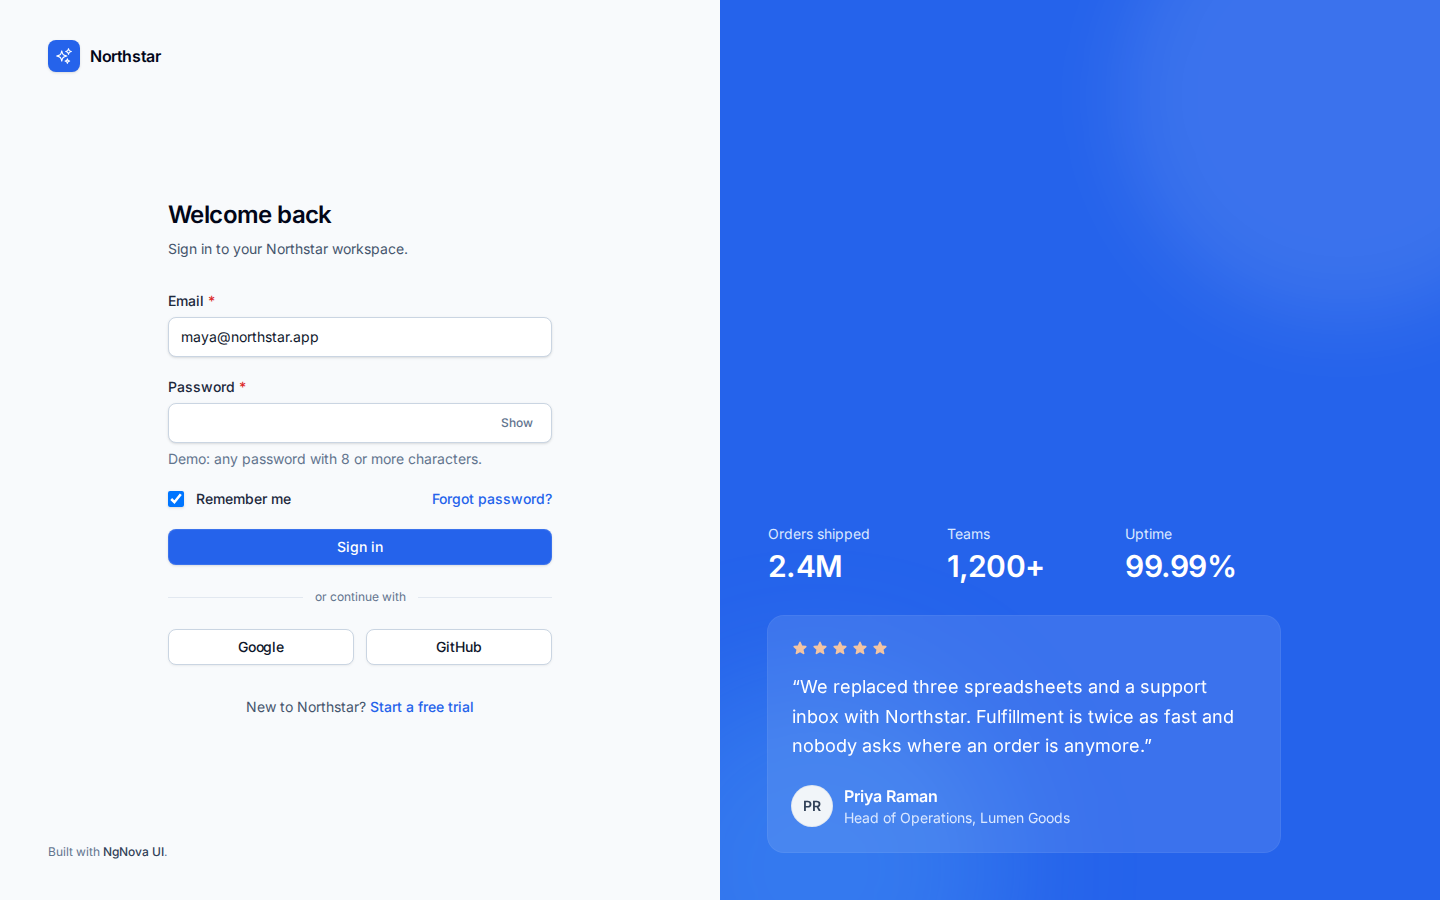 Northstar
Welcome back
Sign in to your Northstar workspace.
Email *
maya@northstar.app
Password *
Show
Demo: any password with 8 or more characters.
Remember me
Forgot password?
Sign in
or continue with
Google
GitHub
New to Northstar? Start a free trial
Built with NgNova UI.
Orders shipped
2.4M
Teams
1,200+
Uptime
99.99%
“We replaced three spreadsheets and a support
inbox with Northstar. Fulfillment is twice as fast and
nobody asks where an order is anymore.”
PR
Priya Raman
Head of Operations, Lumen Goods